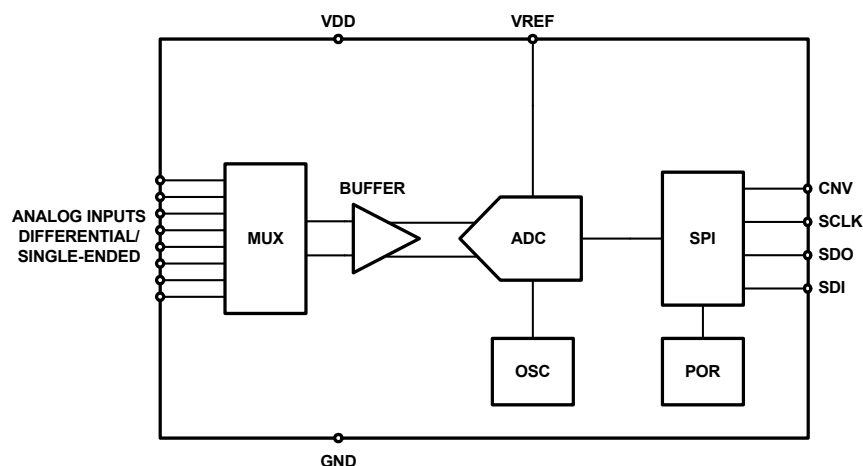 VDD
VREF
ANALOG INPUTS
DIFFERENTIAL/
SINGLE-ENDED
MUX
BUFFER
ADC
SPI
CNV
SCLK
SDO
SDI
OSC
POR
GND